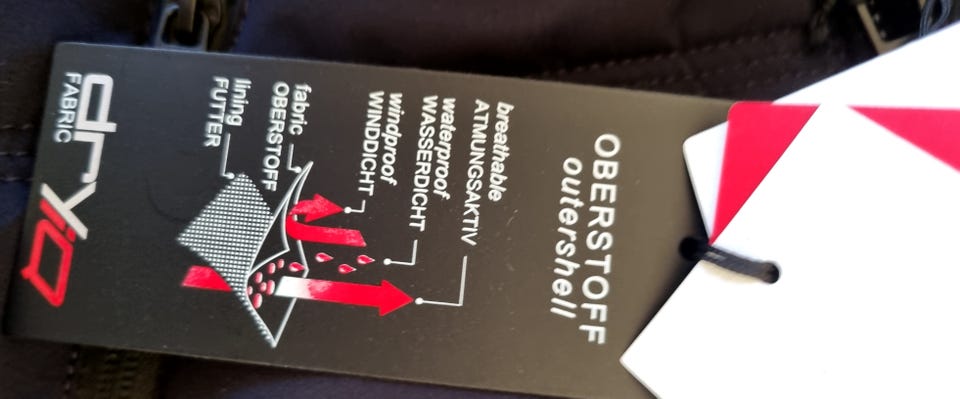 OBERSTOFF
outershell
breathable
ATMUNGSAKTIV
waterproof
WASSERDICHT
windproof
WINDDICHT
fabric
OBERSTOFF
lining
FUTTER
dryiQ
FABRIC